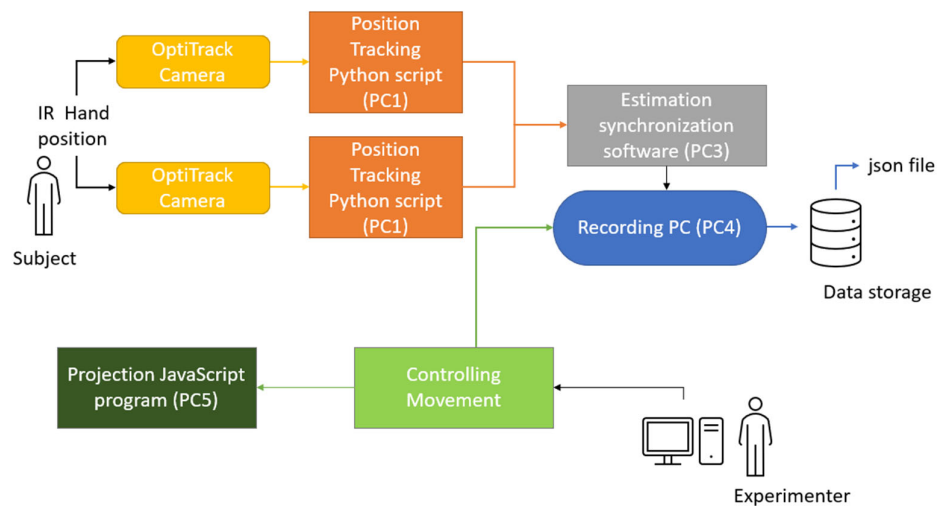 OptiTrack
Camera
Position
Tracking
Python script
(PC1)
IR Hand
position
Estimation
synchronization
software (PC3)
json file
OptiTrack
Camera
Position
Tracking
Python script
(PC1)
Recording PC (PC4)
Subject
Data storage
Projection JavaScript
program (PC5)
Controlling
Movement
Experimenter